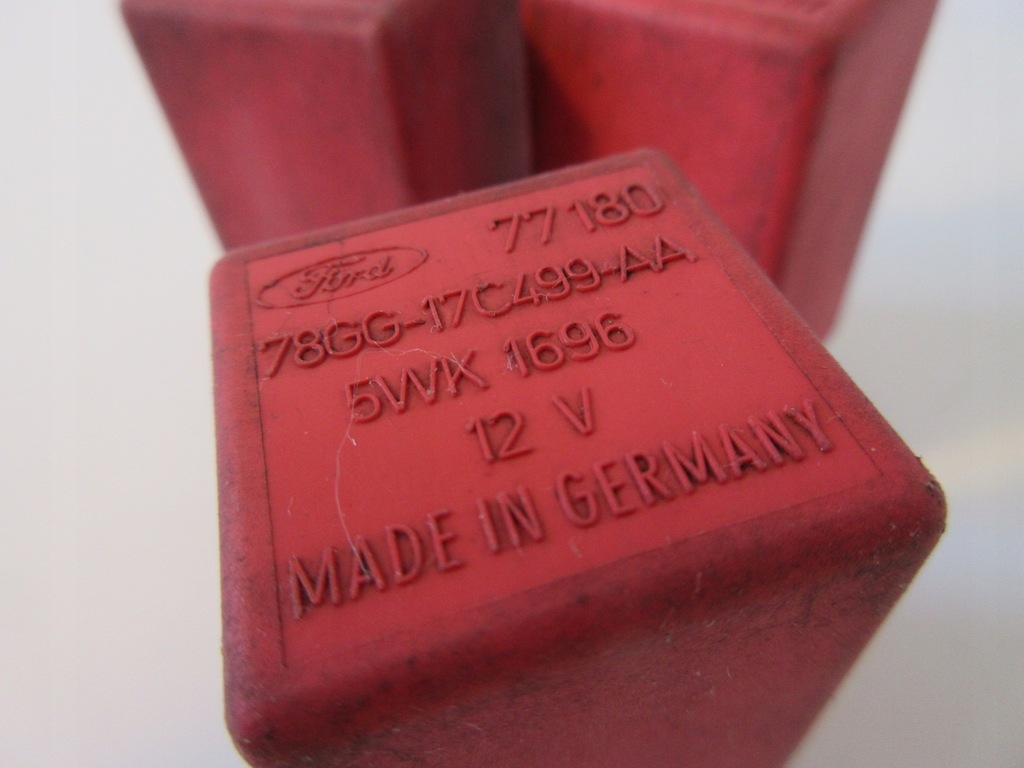 Ford 77180
78GG-17C499-AA
5WK 1696
12 V
MADE IN GERMANY